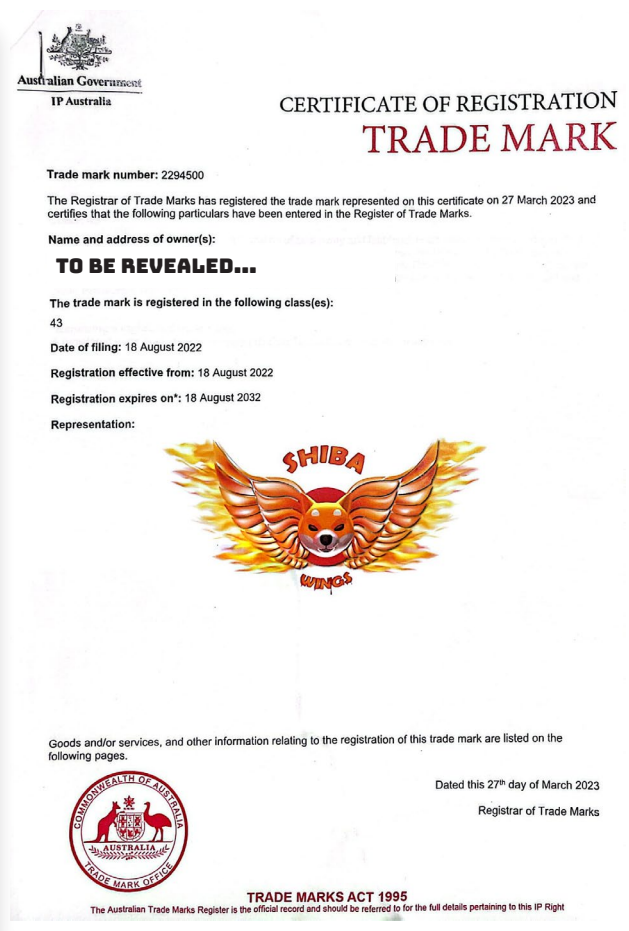 Australian Government
IP Australia
CERTIFICATE OF REGISTRATION
TRADE MARK
Trade mark number: 2294500
The Registrar of Trade Marks has registered the trade mark represented on this certificate on 27 March 2023 and
certifies that the following particulars have been entered in the Register of Trade Marks.
Name and address of owner(s):
TO BE REVEALED...
The trade mark is registered in the following class(es):
43
Date of filing: 18 August 2022
Registration effective from: 18 August 2022
Registration expires on*: 18 August 2032
Representation:
SHIBA
WINGS
Goods and/or services, and other information relating to the registration of this trade mark are listed on the
following pages.
Dated this 27th day of March 2023
Registrar of Trade Marks
COMMONWEALTH OF AUSTRALIA
AUSTRALIA
TRADE MARK OFFICE
TRADE MARKS ACT 1995
The Australian Trade Marks Register is the official record and should be referred to for the full details pertaining to this IP Right